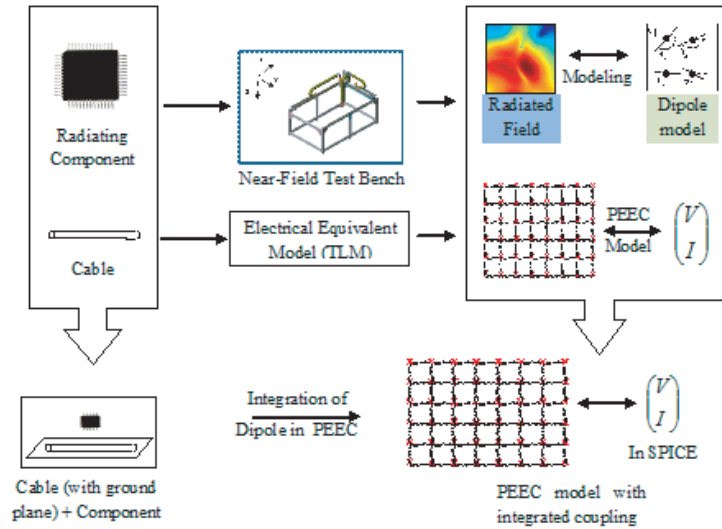 Radiating
Component
Near-Field Test Bench
Radiated
Field
Modeling
Dipole
model
Cable
Electrical Equivalent
Model (TLM)
PEEC
Model
V
I
Cable (with ground
plane) + Component
Integration of
Dipole in PEEC
V
I
In SPICE
PEEC model with
integrated coupling